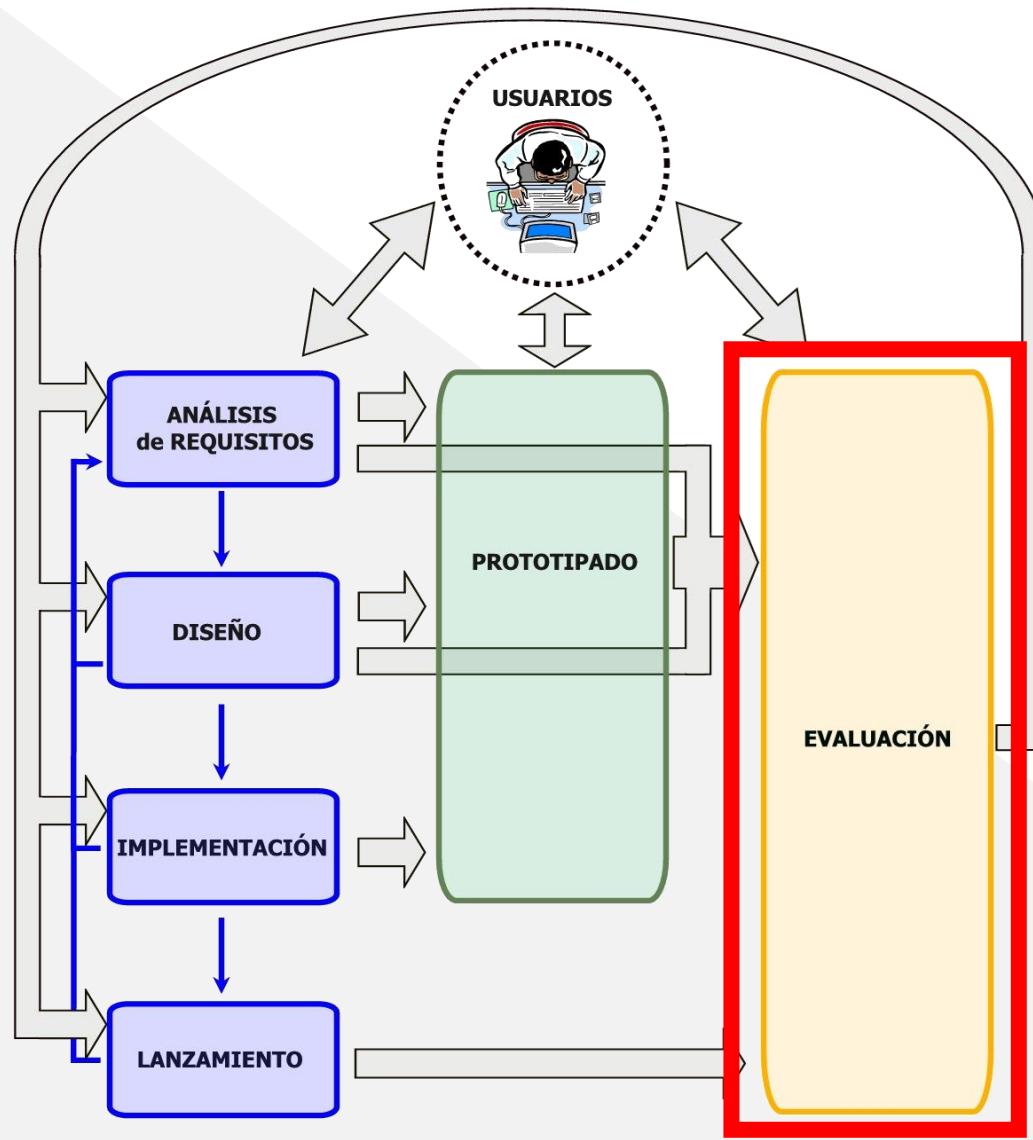 USUARIOS
ANÁLISIS
de REQUISITOS
PROTOTIPADO
DISEÑO
EVALUACIÓN
IMPLEMENTACIÓN
LANZAMIENTO